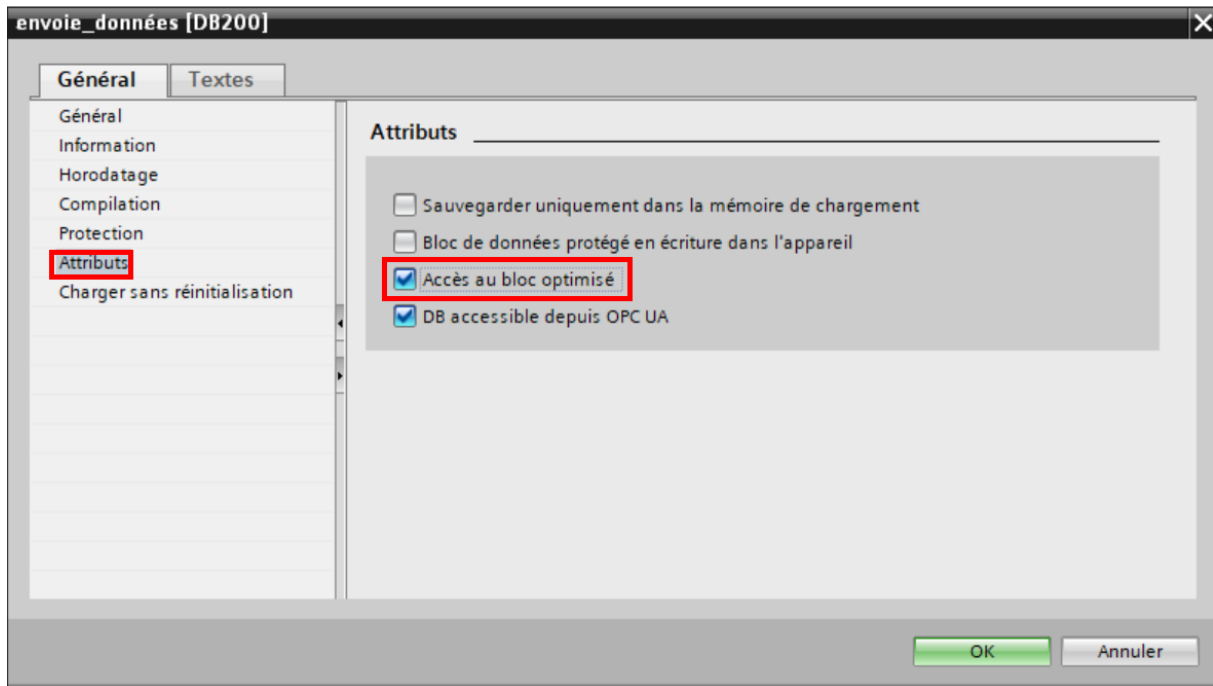 envoie_données [DB200]
Général
Textes
Général
Information
Horodatage
Compilation
Protection
Attributs
Charger sans réinitialisation
Attributs
Sauvegarder uniquement dans la mémoire de chargement
Bloc de données protégé en écriture dans l'appareil
Accès au bloc optimisé
DB accessible depuis OPC UA
OK
Annuler